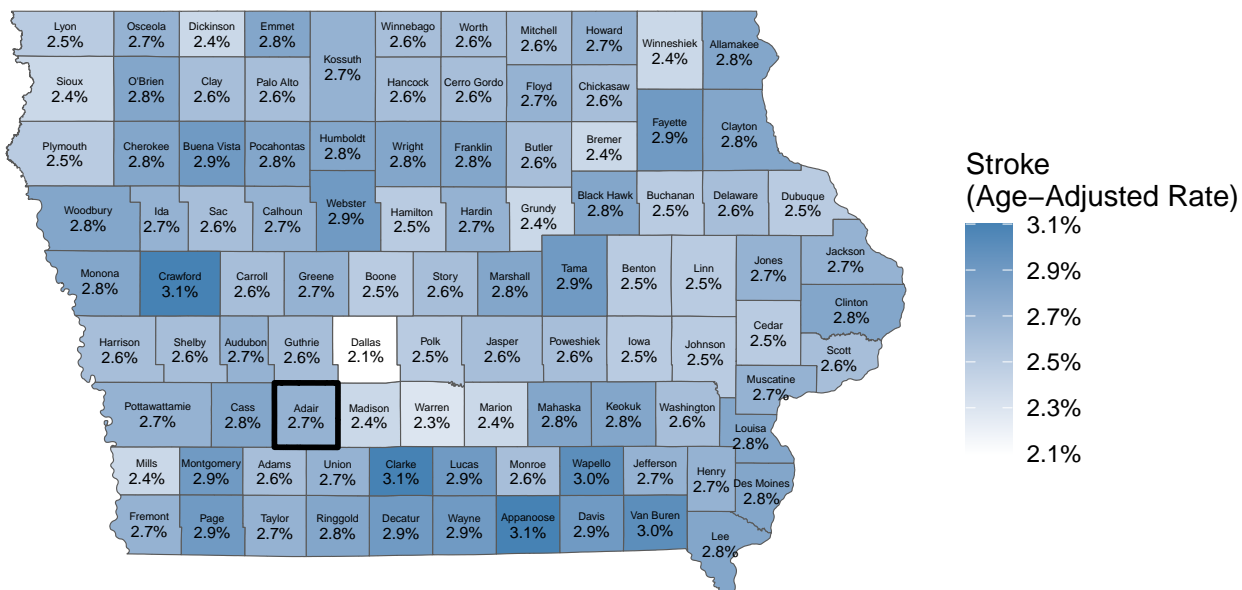 Lyon Osceola Dickinson Emmet Kossuth Winnebago Worth Mitchell Howard Winneshiek Allamakee
2.5% 2.7% 2.4% 2.8% 2.7% 2.6% 2.6% 2.6% 2.7% 2.4% 2.8%
Sioux O'Brien Clay Palo Alto Hancock Cerro Gordo Floyd Chickasaw
2.4% 2.8% 2.6% 2.6% 2.6% 2.6% 2.7% 2.6%
Plymouth Cherokee Buena Vista Pocahontas Humboldt Wright Franklin Butler Bremer Fayette Clayton
2.5% 2.8% 2.9% 2.8% 2.8% 2.8% 2.8% 2.6% 2.4% 2.9% 2.8%
Woodbury Ida Sac Calhoun Webster Hamilton Hardin Grundy Black Hawk Buchanan Delaware Dubuque
2.8% 2.7% 2.6% 2.7% 2.9% 2.5% 2.7% 2.4% 2.8% 2.5% 2.6% 2.5%
Monona Crawford Carroll Greene Boone Story Marshall Tama Benton Linn Jones Jackson
2.8% 3.1% 2.6% 2.7% 2.5% 2.6% 2.8% 2.9% 2.5% 2.5% 2.7% 2.7%
Clinton
2.8%
Harrison Shelby Audubon Guthrie Dallas Polk Jasper Poweshiek Iowa Johnson Cedar Scott
2.6% 2.6% 2.7% 2.6% 2.1% 2.5% 2.6% 2.6% 2.5% 2.5% 2.5% 2.6%
Pottawattamie Cass Adair Madison Warren Marion Mahaska Keokuk Washington Muscatine
2.7% 2.8% 2.7% 2.4% 2.3% 2.4% 2.8% 2.8% 2.6% 2.7%
Louisa
2.8%
Mills Montgomery Adams Union Clarke Lucas Monroe Wapello Jefferson Henry Des Moines
2.4% 2.9% 2.6% 2.7% 3.1% 2.9% 2.6% 3.0% 2.7% 2.7% 2.8%
Fremont Page Taylor Ringgold Decatur Wayne Appanoose Davis Van Buren Lee
2.7% 2.9% 2.7% 2.8% 2.9% 2.9% 3.1% 2.9% 3.0% 2.8%
Stroke
(Age−Adjusted Rate)
3.1%
2.9%
2.7%
2.5%
2.3%
2.1%